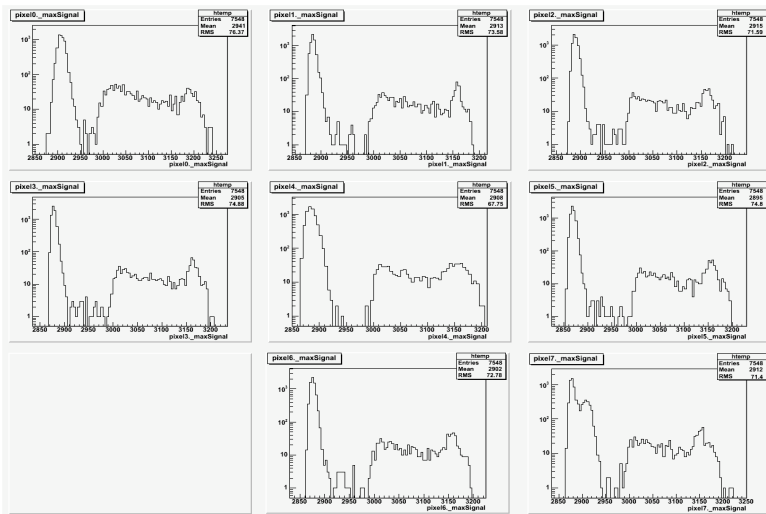 pixel0._maxSignal
htemp
Entries 7548
Mean 2941
RMS 76.37
10³
10²
10
1
2850 2900 2950 3000 3050 3100 3150 3200 3250
pixel0._maxSignal
pixel1._maxSignal
htemp
Entries 7548
Mean 2913
RMS 73.58
10³
10²
10
1
2850 2900 2950 3000 3050 3100 3150 3200
pixel1._maxSignal
pixel2._maxSignal
htemp
Entries 7548
Mean 2915
RMS 71.59
10³
10²
10
1
2850 2900 2950 3000 3050 3100 3150 3200
pixel2._maxSignal
pixel3._maxSignal
htemp
Entries 7548
Mean 2905
RMS 74.88
10³
10²
10
1
2850 2900 2950 3000 3050 3100 3150 3200
pixel3._maxSignal
pixel4._maxSignal
htemp
Entries 7548
Mean 2908
RMS 67.75
10³
10²
10
1
2900 2950 3000 3050 3100 3150 3200
pixel4._maxSignal
pixel5._maxSignal
htemp
Entries 7548
Mean 2895
RMS 74.8
10³
10²
10
1
2850 2900 2950 3000 3050 3100 3150 3200
pixel5._maxSignal
pixel6._maxSignal
htemp
Entries 7548
Mean 2902
RMS 72.78
10³
10²
10
1
2850 2900 2950 3000 3050 3100 3150 3200
pixel6._maxSignal
pixel7._maxSignal
htemp
Entries 7548
Mean 2912
RMS 71.4
10³
10²
10
1
2850 2900 2950 3000 3050 3100 3150 3200 3250
pixel7._maxSignal